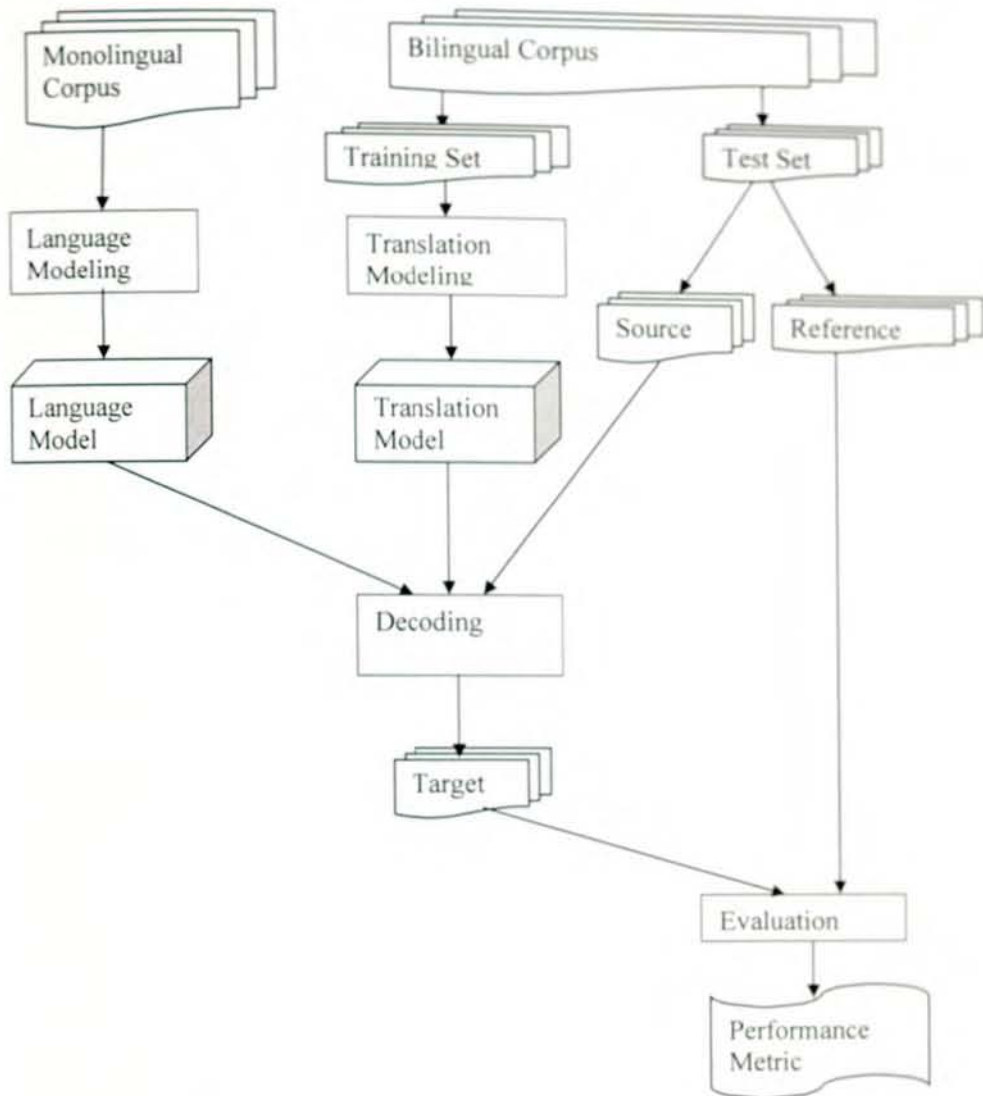 Monolingual
Corpus
Bilingual Corpus
Training Set
Test Set
Language
Modeling
Translation
Modeling
Source
Reference
Language
Model
Translation
Model
Decoding
Target
Evaluation
Performance
Metric